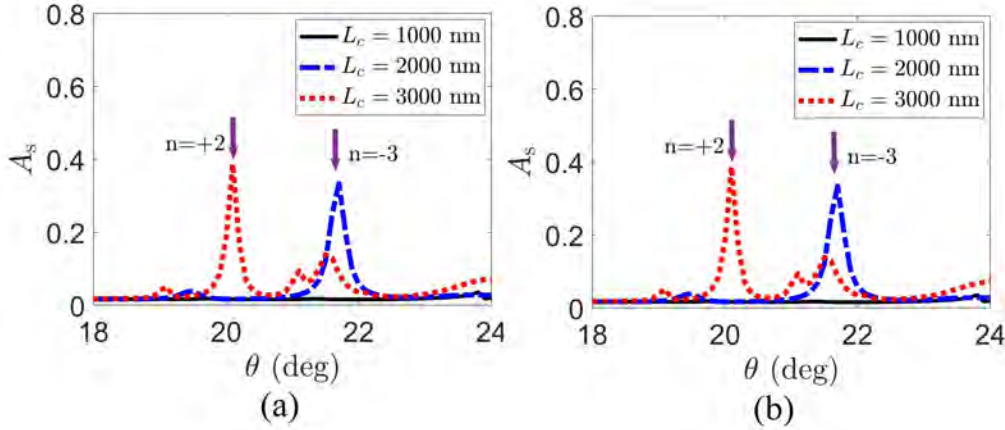 0.8
0.6
0.4
0.2
0
A_s
L_c = 1000 nm
L_c = 2000 nm
L_c = 3000 nm
n=+2
n=-3
18 20 22 24
θ (deg)
(a)
0.8
0.6
0.4
0.2
0
A_s
L_c = 1000 nm
L_c = 2000 nm
L_c = 3000 nm
n=+2
n=-3
18 20 22 24
θ (deg)
(b)